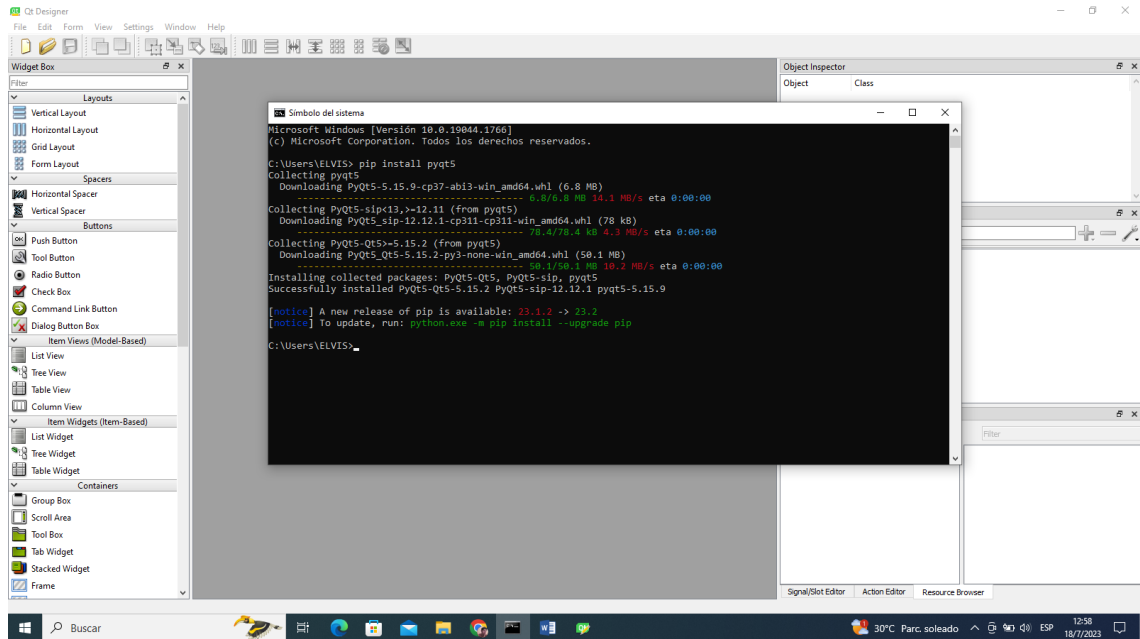 Qt Designer
File Edit Form View Settings Window Help
Widget Box
Filter
Layouts
Vertical Layout
Horizontal Layout
Grid Layout
Form Layout
Spacers
Horizontal Spacer
Vertical Spacer
Buttons
Push Button
Tool Button
Radio Button
Check Box
Command Link Button
Dialog Button Box
Item Views (Model-Based)
List View
Tree View
Table View
Column View
Item Widgets (Item-Based)
List Widget
Tree Widget
Table Widget
Containers
Group Box
Scroll Area
Tool Box
Tab Widget
Stacked Widget
Frame
Símbolo del sistema
Microsoft Windows [Versión 10.0.19044.1766]
(c) Microsoft Corporation. Todos los derechos reservados.
C:\Users\ELVIS> pip install pyqt5
Collecting pyqt5
Downloading PyQt5-5.15.9-cp37-abi3-win_amd64.whl (6.8 MB)
---------------------------------------- 6.8/6.8 MB 14.1 MB/s eta 0:00:00
Collecting PyQt5-sip<13,>=12.11 (from pyqt5)
Downloading PyQt5_sip-12.12.1-cp311-cp311-win_amd64.whl (78 kB)
---------------------------------------- 78.4/78.4 kB 4.3 MB/s eta 0:00:00
Collecting PyQt5-Qt5>=5.15.2 (from pyqt5)
Downloading PyQt5_Qt5-5.15.2-py3-none-win_amd64.whl (50.1 MB)
---------------------------------------- 50.1/50.1 MB 10.2 MB/s eta 0:00:00
Installing collected packages: PyQt5-Qt5, PyQt5-sip, pyqt5
Successfully installed PyQt5-Qt5-5.15.2 PyQt5-sip-12.12.1 pyqt5-5.15.9
[notice] A new release of pip is available: 23.1.2 -> 23.2
[notice] To update, run: python.exe -m pip install --upgrade pip
C:\Users\ELVIS>
Object Inspector
Object Class
Filter
Signal/Slot Editor Action Editor Resource Browser
Buscar
30°C Parc. soleado
ESP
12:58
18/7/2023